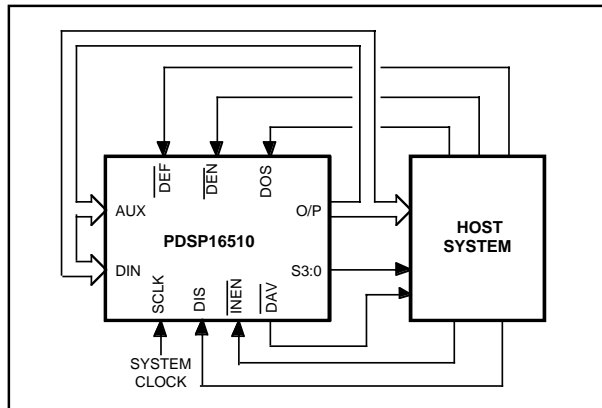 DEF
DEN
DOS
AUX
O/P
PDSP16510
HOST
SYSTEM
DIN
S3:0
SCLK
DIS
INEN
DAV
SYSTEM
CLOCK